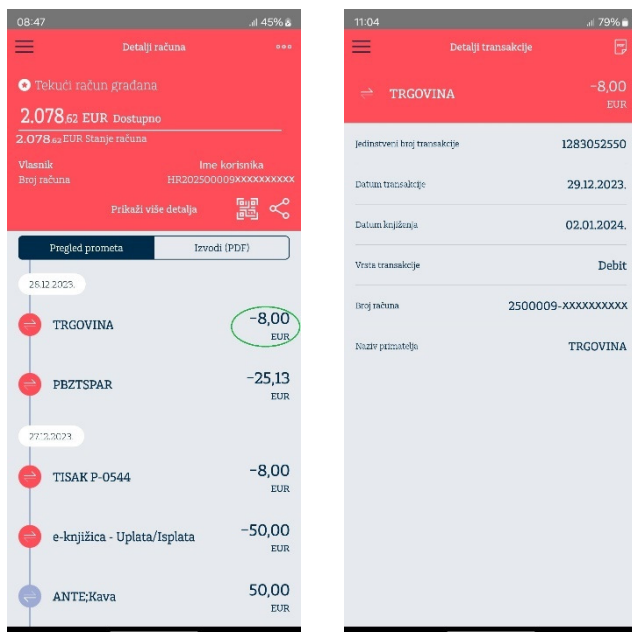 08:47
45%
Detalji računa
Tekući račun građana
2.078,62 EUR Dostupno
2.078,62 EUR Stanje računa
Vlasnik Ime korisnika
Broj računa HR202500009XXXXXXXXXX
Prikaži više detalja
Pregled prometa Izvodi (PDF)
28.12.2023.
TRGOVINA -8,00
EUR
PBZTSPAR -25,13
EUR
27.12.2023.
TISAK P-0544 -8,00
EUR
e-knjižica - Uplata/Isplata -50,00
EUR
ANTE;Kava 50,00
EUR
11:04
79%
Detalji transakcije
TRGOVINA -8,00
EUR
Jedinstveni broj transakcije 1283052550
Datum transakcije 29.12.2023.
Datum knjiženja 02.01.2024.
Vrsta transakcije Debit
Broj računa 2500009-XXXXXXXXXX
Naziv primatelja TRGOVINA